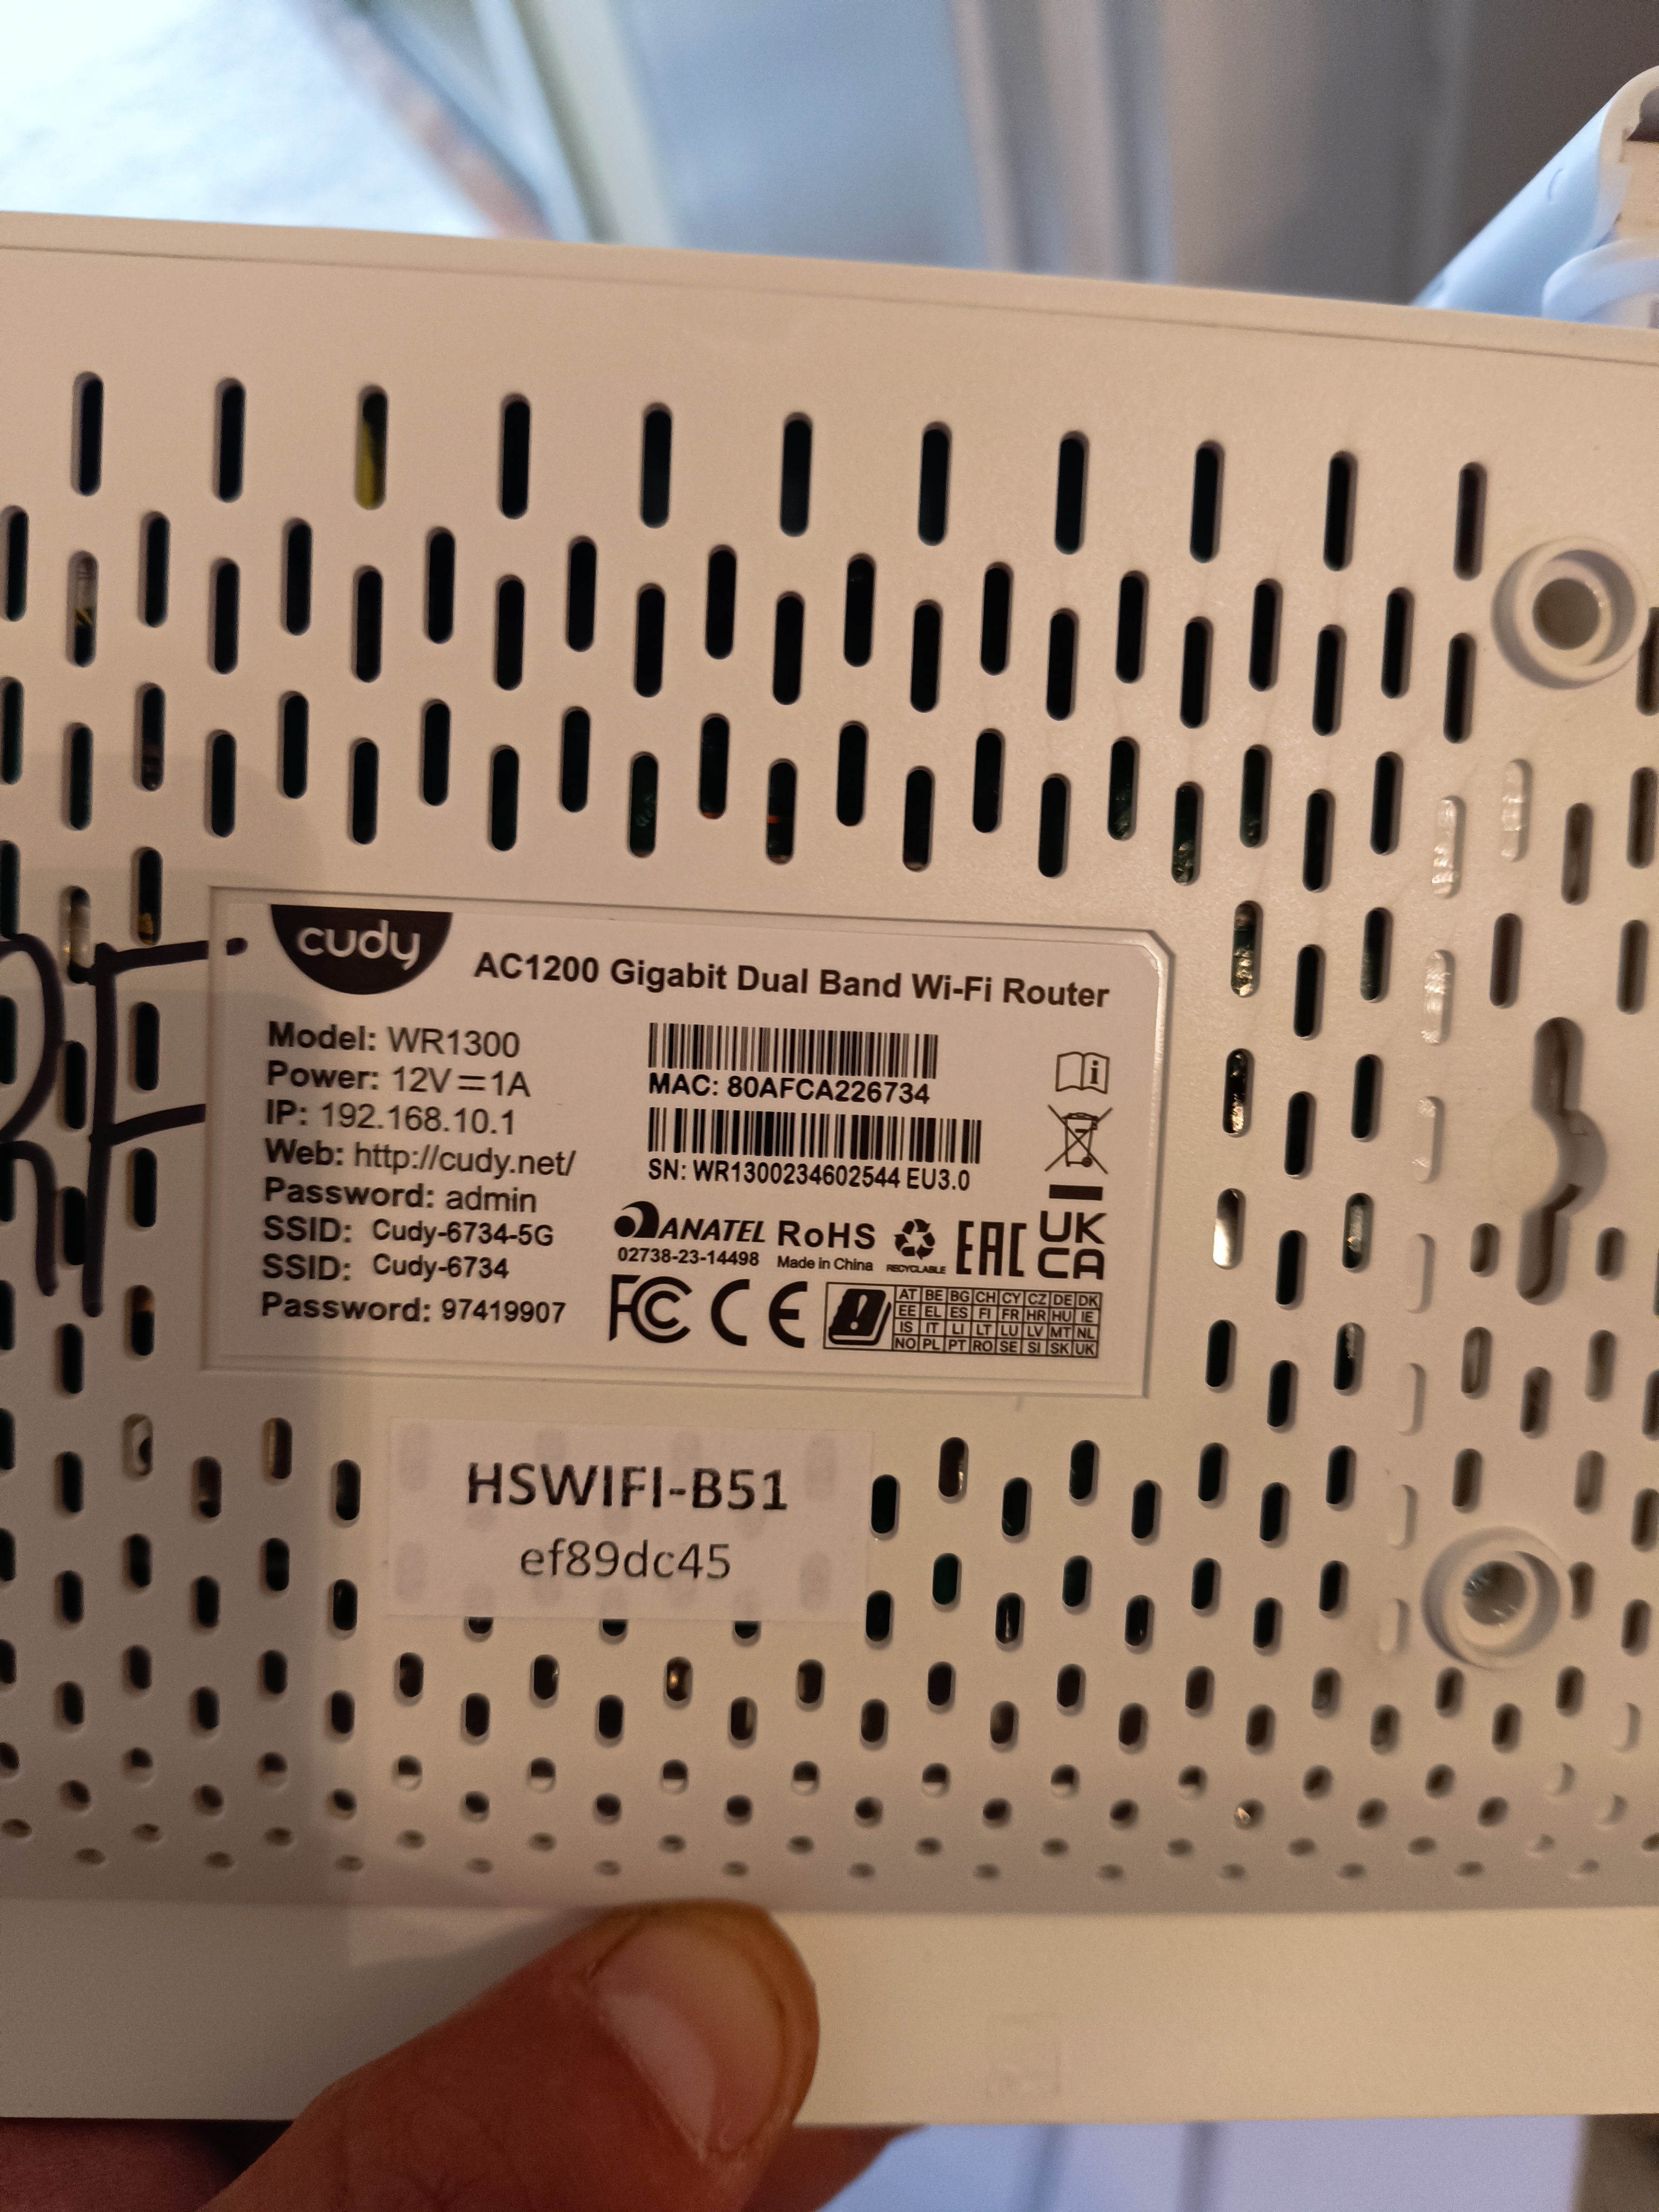 cudy
AC1200 Gigabit Dual Band Wi-Fi Router
Model: WR1300
Power: 12V⎓1A
IP: 192.168.10.1
Web: http://cudy.net/
Password: admin
SSID: Cudy-6734-5G
SSID: Cudy-6734
Password: 97419907
MAC: 80AFCA226734
SN: WR1300234602544 EU3.0
ANATEL
02738-23-14498
RoHS
Made in China
RECYCLABLE
EAC
UK
CA
FC CE
AT BE BG CH CY CZ DE DK
EE EL ES FI FR HR HU IE
IS IT LI LT LU LV MT NL
NO PL PT RO SE SI SK UK
HSWIFI-B51
ef89dc45